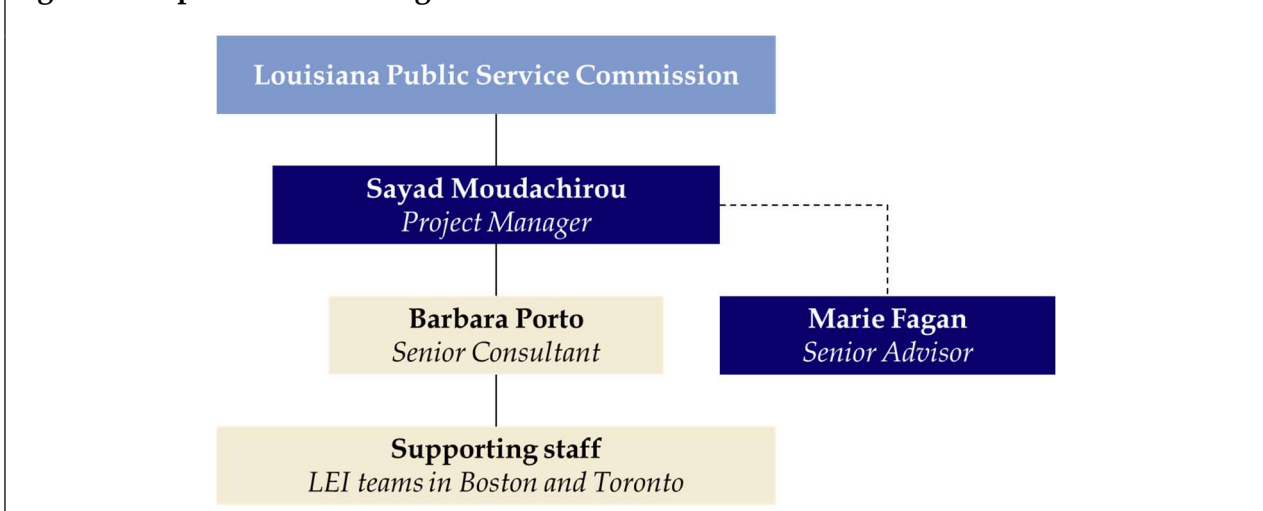 Louisiana Public Service Commission
Sayad Moudachirou
Project Manager
Barbara Porto
Senior Consultant
Marie Fagan
Senior Advisor
Supporting staff
LEI teams in Boston and Toronto